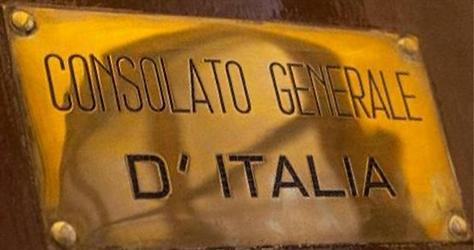 CONSOLATO GENERALE
D' ITALIA